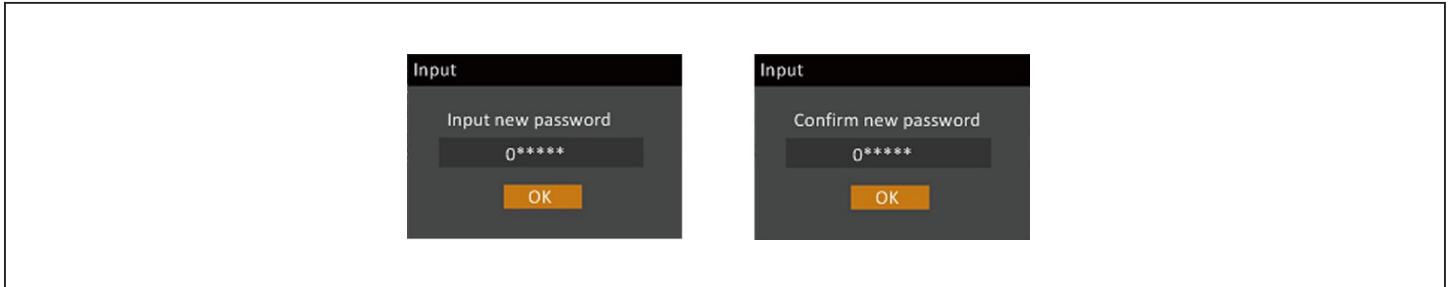 Input
Input new password
0*****
OK
Input
Confirm new password
0*****
OK